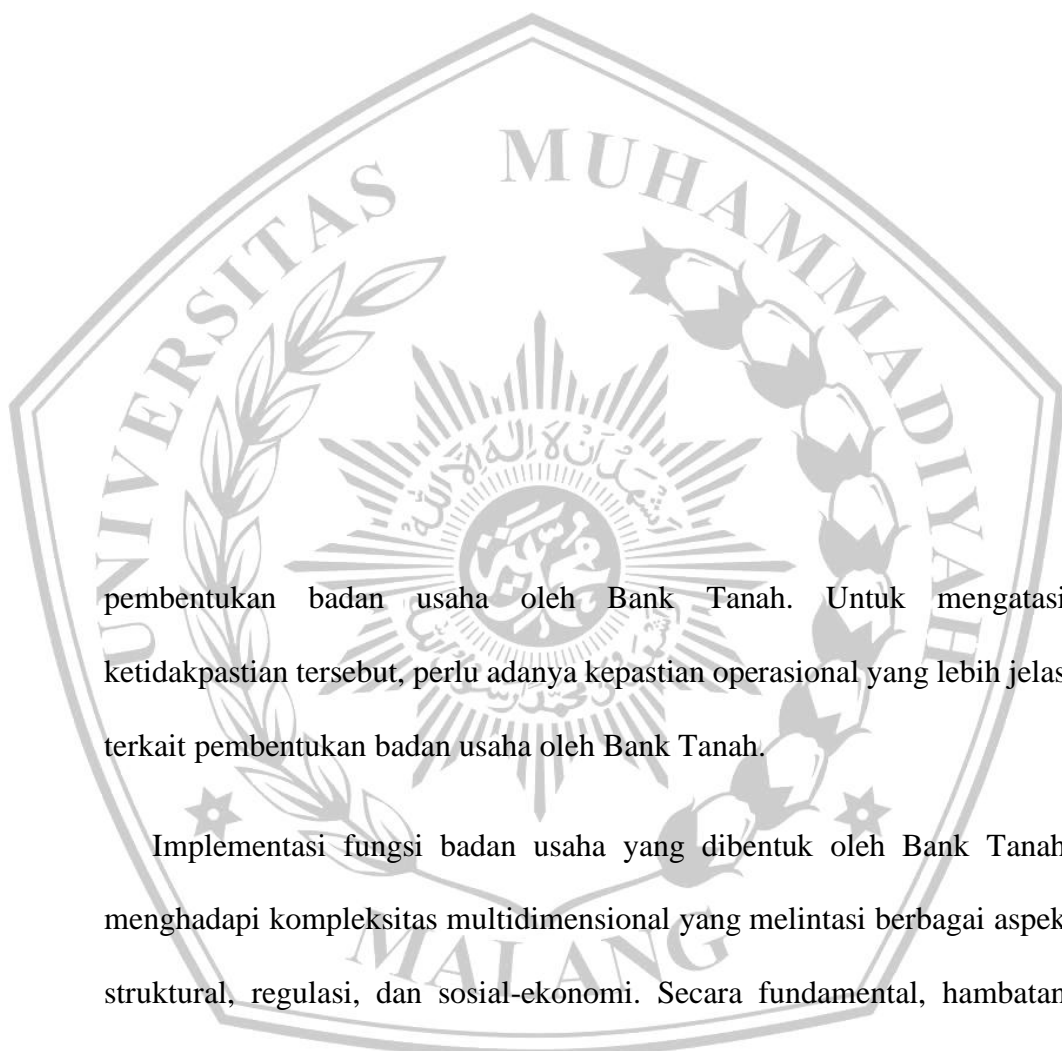 UNIVERSITAS MUHAMMADIYAH
pembentukan badan usaha oleh Bank Tanah. Untuk mengatasi
ketidakpastian tersebut, perlu adanya kepastian operasional yang lebih jelas
terkait pembentukan badan usaha oleh Bank Tanah.
Implementasi fungsi badan usaha yang dibentuk oleh Bank Tanah
menghadapi kompleksitas multidimensional yang melintasi berbagai aspek
MALANG
struktural, regulasi, dan sosial-ekonomi. Secara fundamental, hambatan